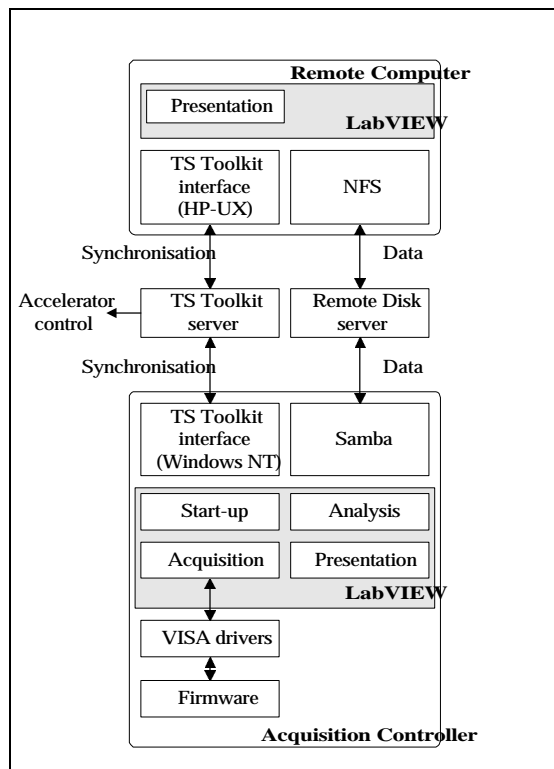 Remote Computer
Presentation
LabVIEW
TS Toolkit
interface
(HP-UX)
NFS
Synchronisation
Data
Accelerator
control
TS Toolkit
server
Remote Disk
server
Synchronisation
Data
TS Toolkit
interface
(Windows NT)
Samba
Start-up
Analysis
Acquisition
Presentation
LabVIEW
VISA drivers
Firmware
Acquisition Controller